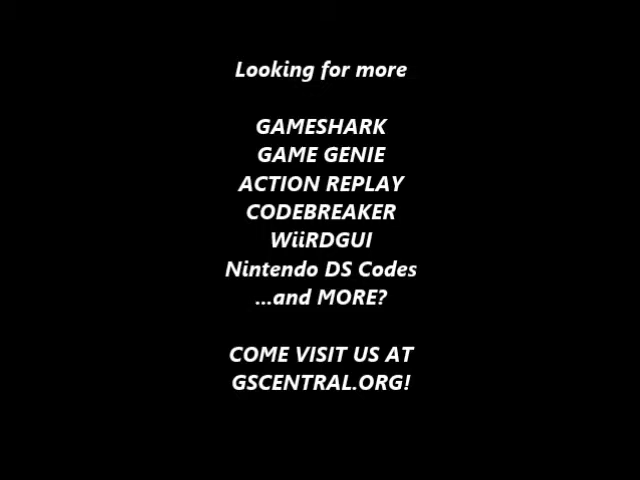 Looking for more
GAMESHARK
GAME GENIE
ACTION REPLAY
CODEBREAKER
WiiRDGUI
Nintendo DS Codes
...and MORE?
COME VISIT US AT
GSCENTRAL.ORG!